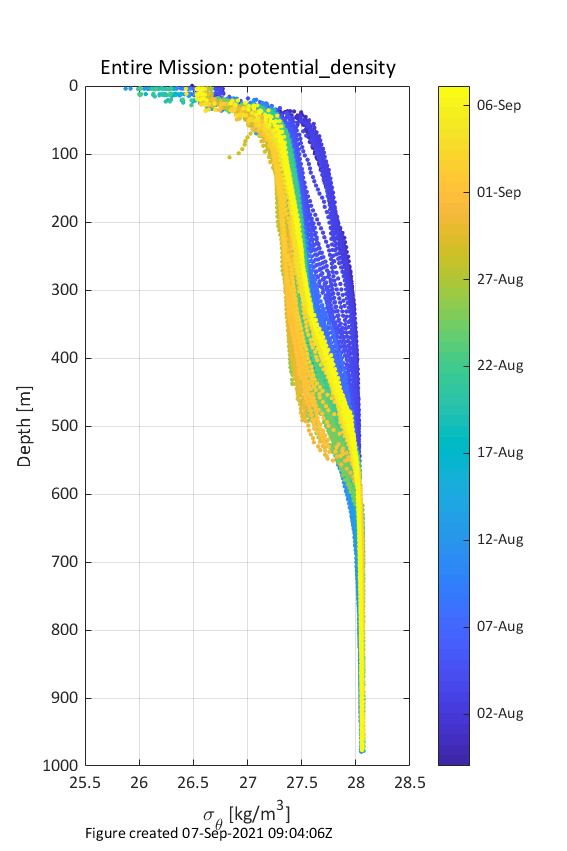 Entire Mission: potential_density
0
100
200
300
400
500
600
700
800
900
1000
Depth [m]
25.5 26 26.5 27 27.5 28 28.5
σθ [kg/m³]
Figure created 07-Sep-2021 09:04:06Z
06-Sep
01-Sep
27-Aug
22-Aug
17-Aug
12-Aug
07-Aug
02-Aug